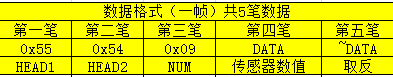 数据格式（一帧）共5笔数据
第一笔 第二笔 第三笔 第四笔 第五笔
0x55 0x54 0x09 DATA ~DATA
HEAD1 HEAD2 NUM 传感器数值 取反